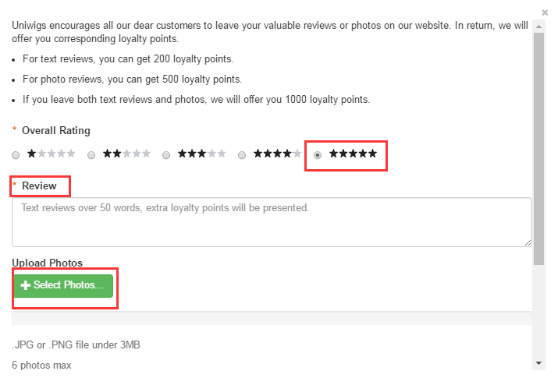 Uniwigs encourages all our dear customers to leave your valuable reviews or photos on our website. In return, we will
offer you corresponding loyalty points.
• For text reviews, you can get 200 loyalty points.
• For photo reviews, you can get 500 loyalty points.
• If you leave both text reviews and photos, we will offer you 1000 loyalty points.
* Overall Rating
* Review
Text reviews over 50 words, extra loyalty points will be presented.
Upload Photos
Select Photos...
.JPG or .PNG file under 3MB
6 photos max